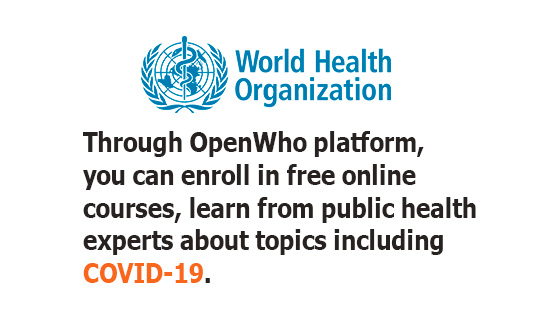 World Health
Organization
Through OpenWho platform,
you can enroll in free online
courses, learn from public health
experts about topics including
COVID-19.